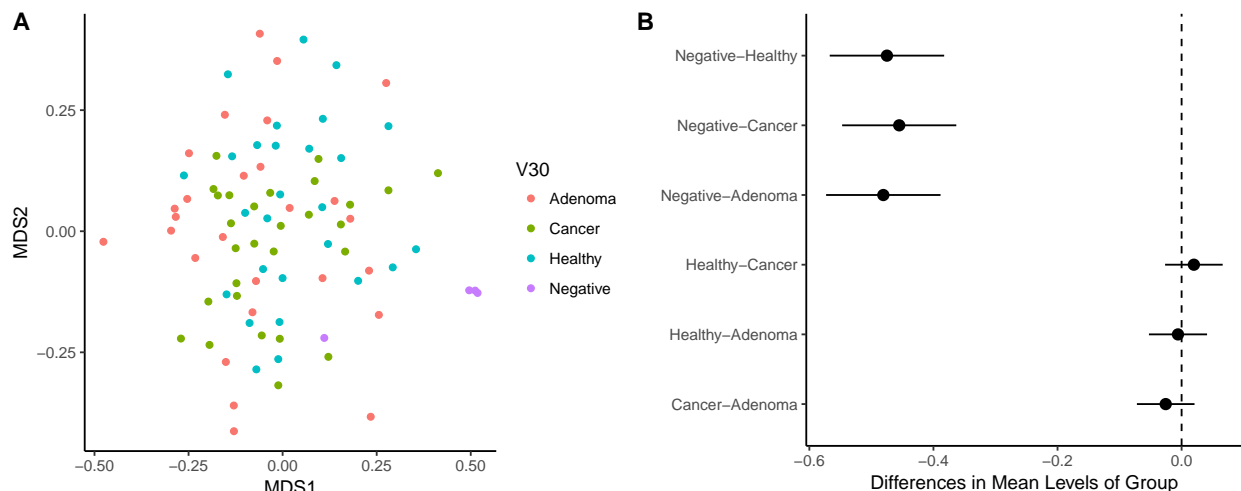 A
MDS2
0.25
0.00
−0.25
−0.50
−0.25
0.00
0.25
0.50
MDS1
V30
Adenoma
Cancer
Healthy
Negative
B
Negative−Healthy
Negative−Cancer
Negative−Adenoma
Healthy−Cancer
Healthy−Adenoma
Cancer−Adenoma
−0.6
−0.4
−0.2
0.0
Differences in Mean Levels of Group